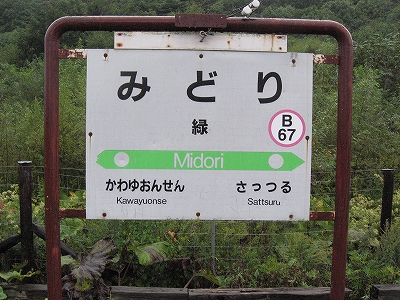 みどり
緑
B
67
Midori
かわゆおんせん
さっつる
Kawayuonse
Sattsuru